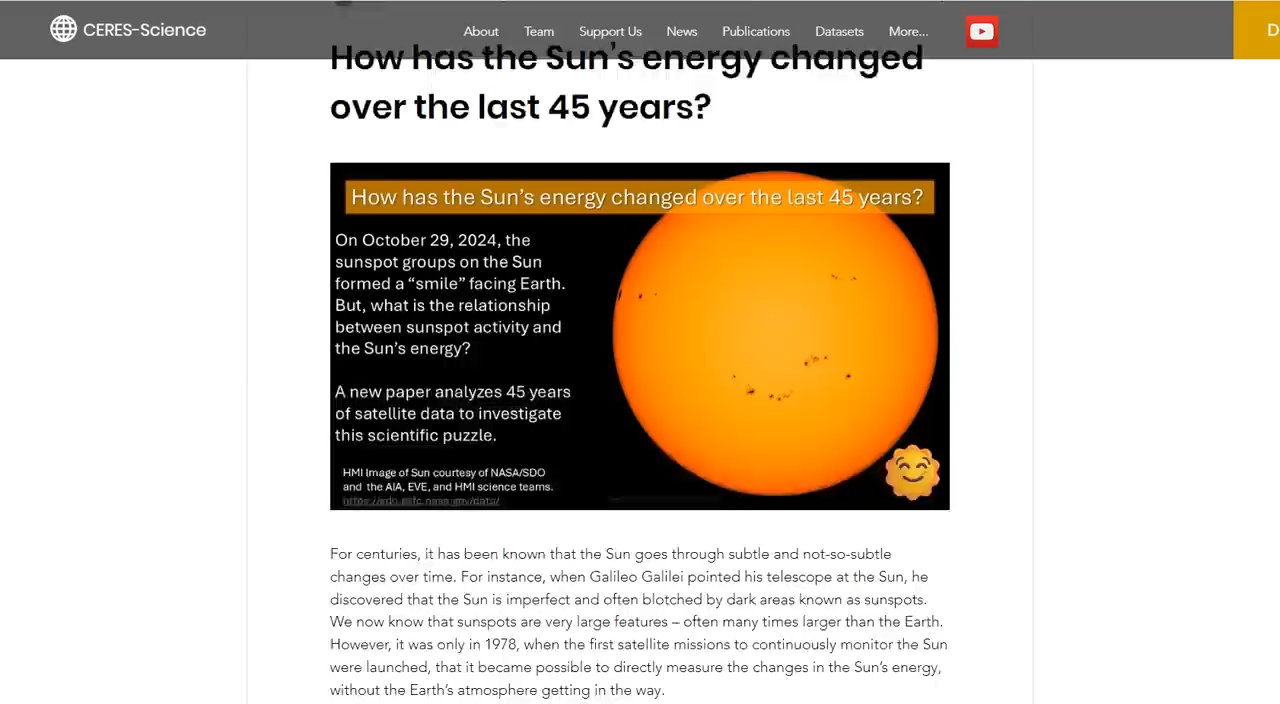 CERES-Science
About Team Support Us News Publications Datasets More...
D
How has the Sun's energy changed
over the last 45 years?
How has the Sun's energy changed over the last 45 years?
On October 29, 2024, the
sunspot groups on the Sun
formed a “smile” facing Earth.
But, what is the relationship
between sunspot activity and
the Sun's energy?
A new paper analyzes 45 years
of satellite data to investigate
this scientific puzzle.
HMI Image of Sun courtesy of NASA/SDO
and the AIA, EVE, and HMI science teams.
https://sdo.gsfc.nasa.gov/data/
For centuries, it has been known that the Sun goes through subtle and not-so-subtle
changes over time. For instance, when Galileo Galilei pointed his telescope at the Sun, he
discovered that the Sun is imperfect and often blotched by dark areas known as sunspots.
We now know that sunspots are very large features – often many times larger than the Earth.
However, it was only in 1978, when the first satellite missions to continuously monitor the Sun
were launched, that it became possible to directly measure the changes in the Sun's energy,
without the Earth's atmosphere getting in the way.